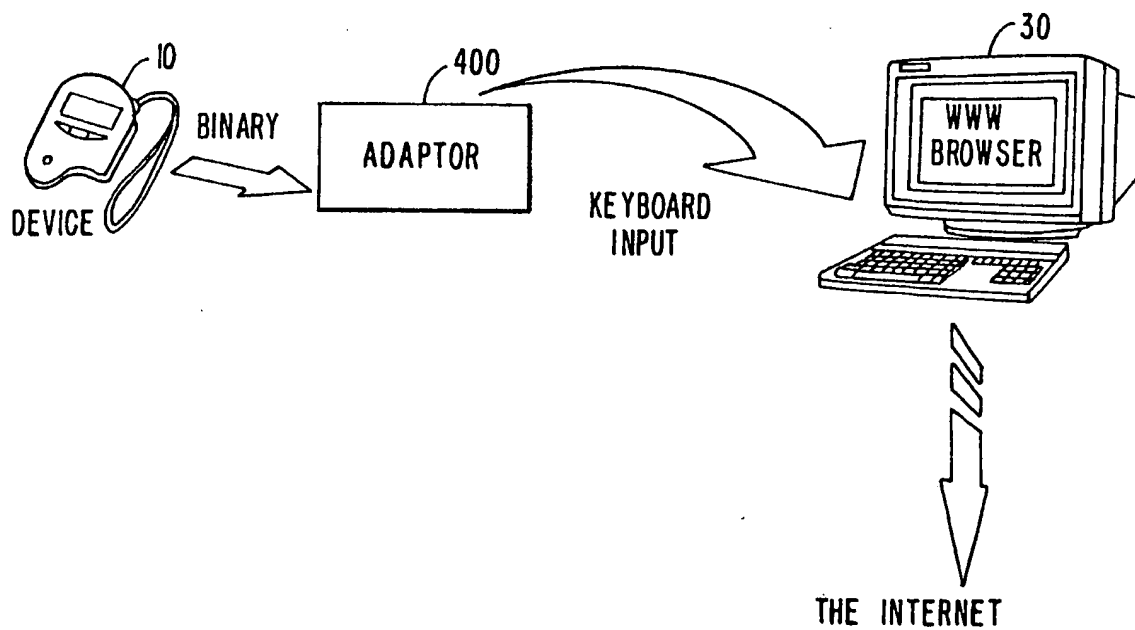 10
400
30
BINARY
ADAPTOR
WWW
BROWSER
DEVICE
KEYBOARD
INPUT
THE INTERNET